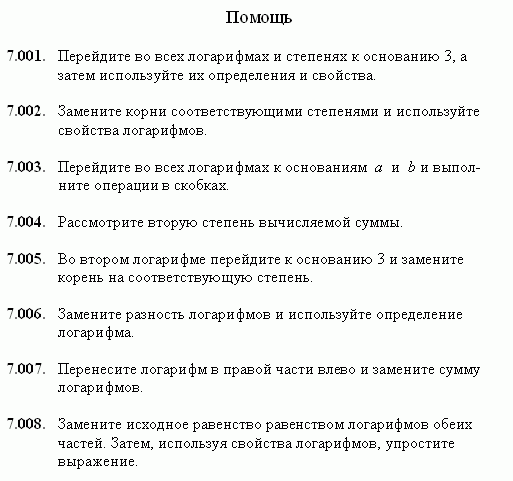 Помощь
7.001. Перейдите во всех логарифмах и степенях к основанию 3, а
затем используйте их определения и свойства.
7.002. Замените корни соответствующими степенями и используйте
свойства логарифмов.
7.003. Перейдите во всех логарифмах к основаниям a и b и выпол-
ните операции в скобках.
7.004. Рассмотрите вторую степень вычисляемой суммы.
7.005. Во втором логарифме перейдите к основанию 3 и замените
корень на соответствующую степень.
7.006. Замените разность логарифмов и используйте определение
логарифма.
7.007. Перенесите логарифм в правой части влево и замените сумму
логарифмов.
7.008. Замените исходное равенство равенством логарифмов обеих
частей. Затем, используя свойства логарифмов, упростите
выражение.